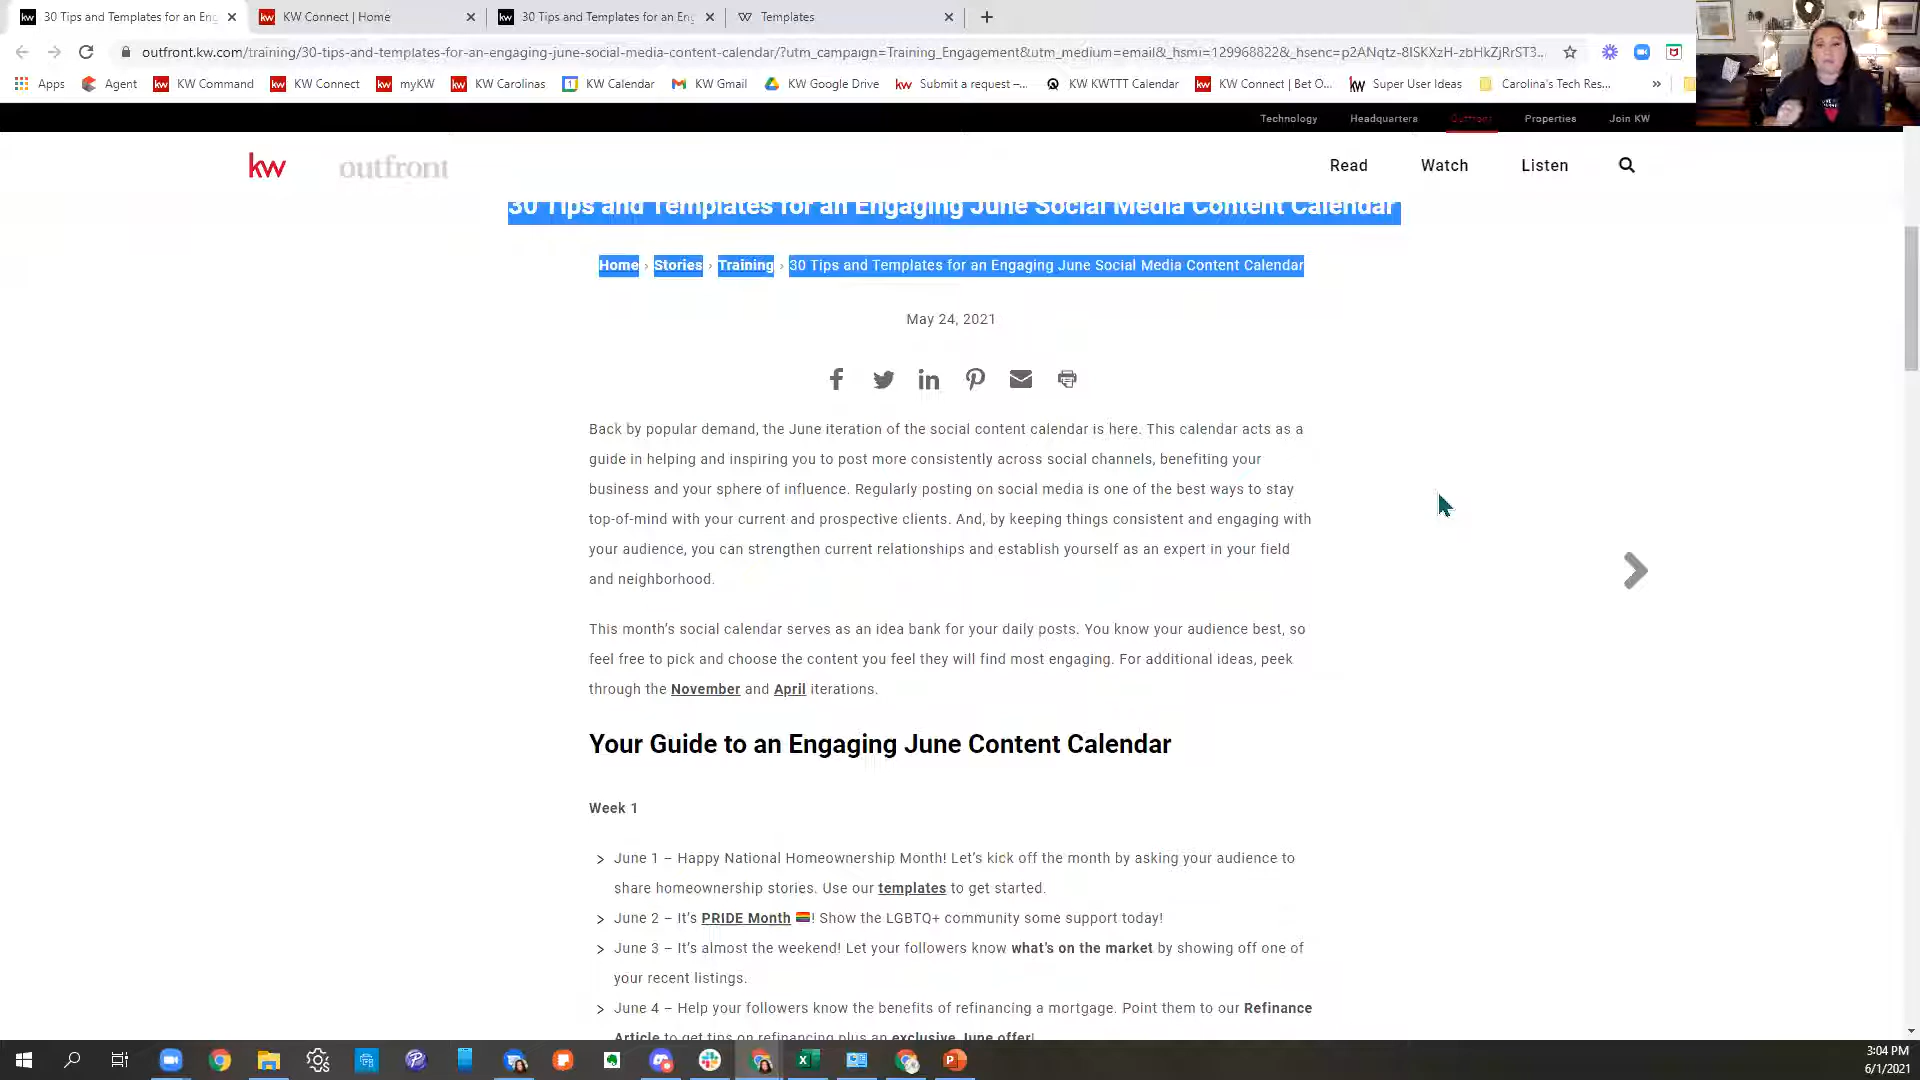 30 Tips and Templates for an Eng
KW Connect | Home
30 Tips and Templates for an Eng
Templates
outfront.kw.com/training/30-tips-and-templates-for-an-engaging-june-social-media-content-calendar/?utm_campaign=Training_Engagement&utm_medium=email&_hsmi=129968822&_hsenc=p2ANqtz-8ISKXzH-zbHkZjRrST3...
Apps
Agent
KW Command
KW Connect
myKW
KW Carolinas
KW Calendar
KW Gmail
KW Google Drive
Submit a request –...
KW KWTTT Calendar
KW Connect | Bet O...
Super User Ideas
Carolina's Tech Res...
Technology
Headquarters
Outfront
Properties
Join KW
kw outfront
Read
Watch
Listen
30 Tips and Templates for an Engaging June Social Media Content Calendar
Home › Stories › Training › 30 Tips and Templates for an Engaging June Social Media Content Calendar
May 24, 2021
Back by popular demand, the June iteration of the social content calendar is here. This calendar acts as a
guide in helping and inspiring you to post more consistently across social channels, benefiting your
business and your sphere of influence. Regularly posting on social media is one of the best ways to stay
top-of-mind with your current and prospective clients. And, by keeping things consistent and engaging with
your audience, you can strengthen current relationships and establish yourself as an expert in your field
and neighborhood.
This month's social calendar serves as an idea bank for your daily posts. You know your audience best, so
feel free to pick and choose the content you feel they will find most engaging. For additional ideas, peek
through the November and April iterations.
Your Guide to an Engaging June Content Calendar
Week 1
June 1 – Happy National Homeownership Month! Let's kick off the month by asking your audience to
share homeownership stories. Use our templates to get started.
June 2 – It's PRIDE Month 🏳️‍🌈! Show the LGBTQ+ community some support today!
June 3 – It's almost the weekend! Let your followers know what's on the market by showing off one of
your recent listings.
June 4 – Help your followers know the benefits of refinancing a mortgage. Point them to our Refinance
Article to get tips on refinancing plus an exclusive June offer!
3:04 PM
6/1/2021